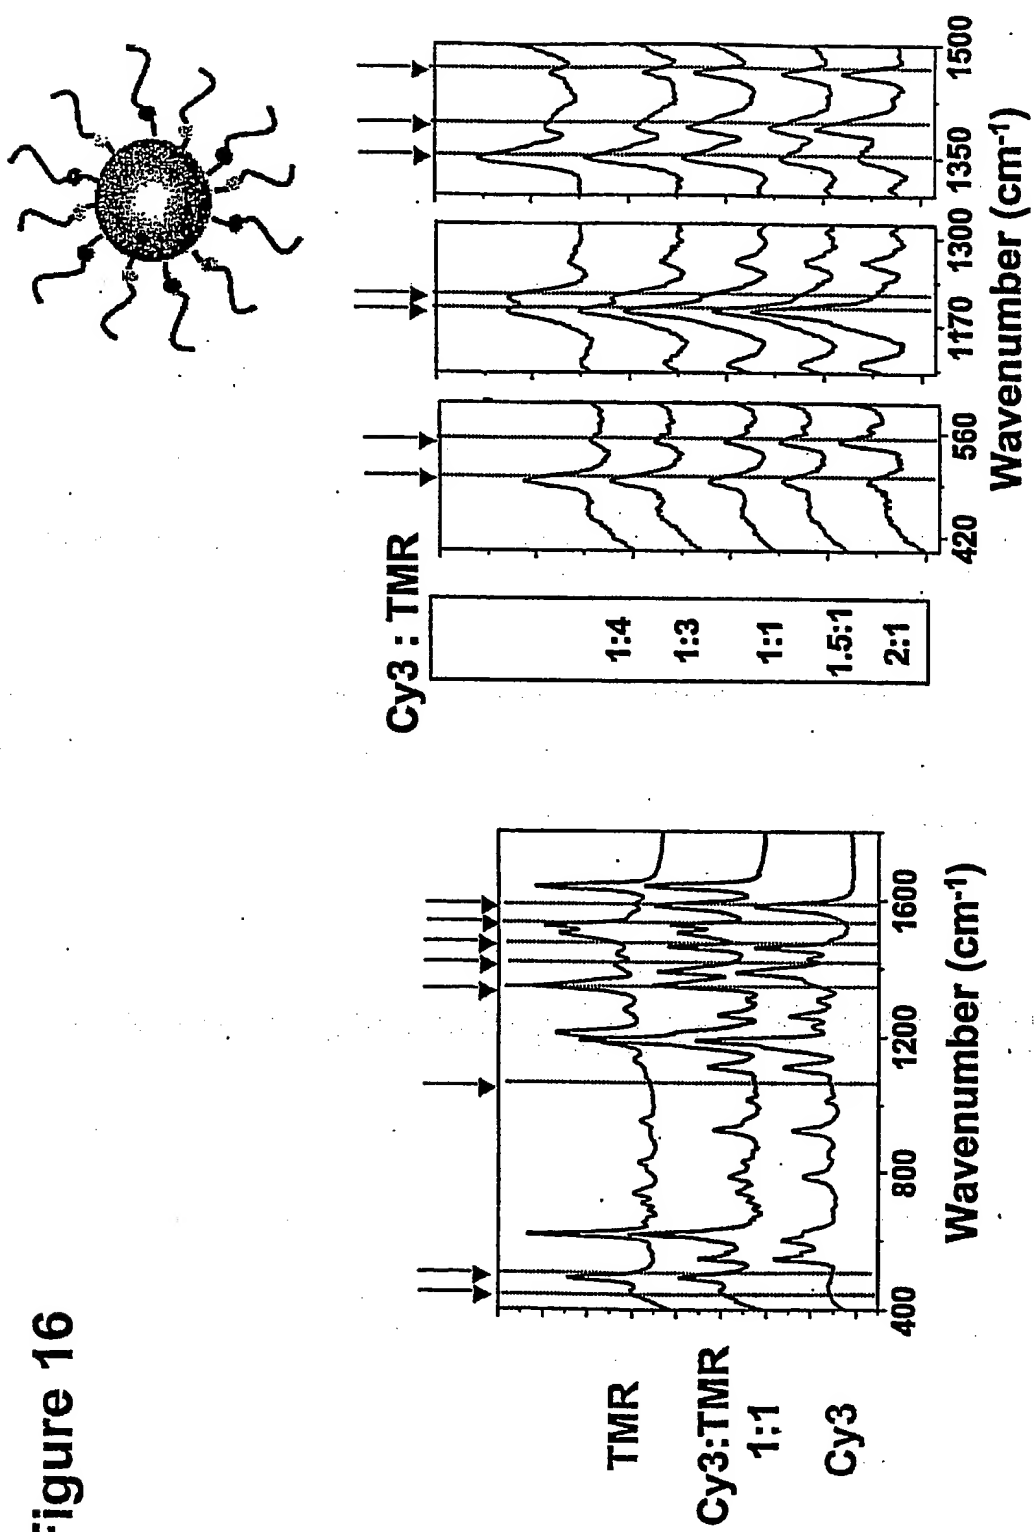 Figure 16
TMR
Cy3:TMR
1:1
Cy3
400 800 1200 1600
Wavenumber (cm-1)
Cy3 : TMR
1:4
1:3
1:1
1.5:1
2:1
420 560
1170 1300
1350 1500
Wavenumber (cm-1)